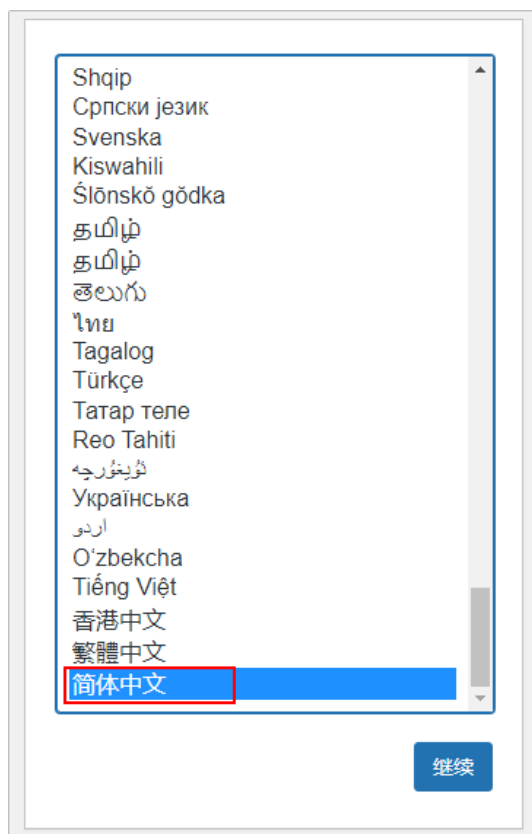 Shqip
Српски језик
Svenska
Kiswahili
Ślōnskŏ gŏdka
தமிழ்
தமிழ்
తెలుగు
ไทย
Tagalog
Türkçe
Татар теле
Reo Tahiti
ئۇيغۇرچە
Українська
اردو
O‘zbekcha
Tiếng Việt
香港中文
繁體中文
简体中文
继续